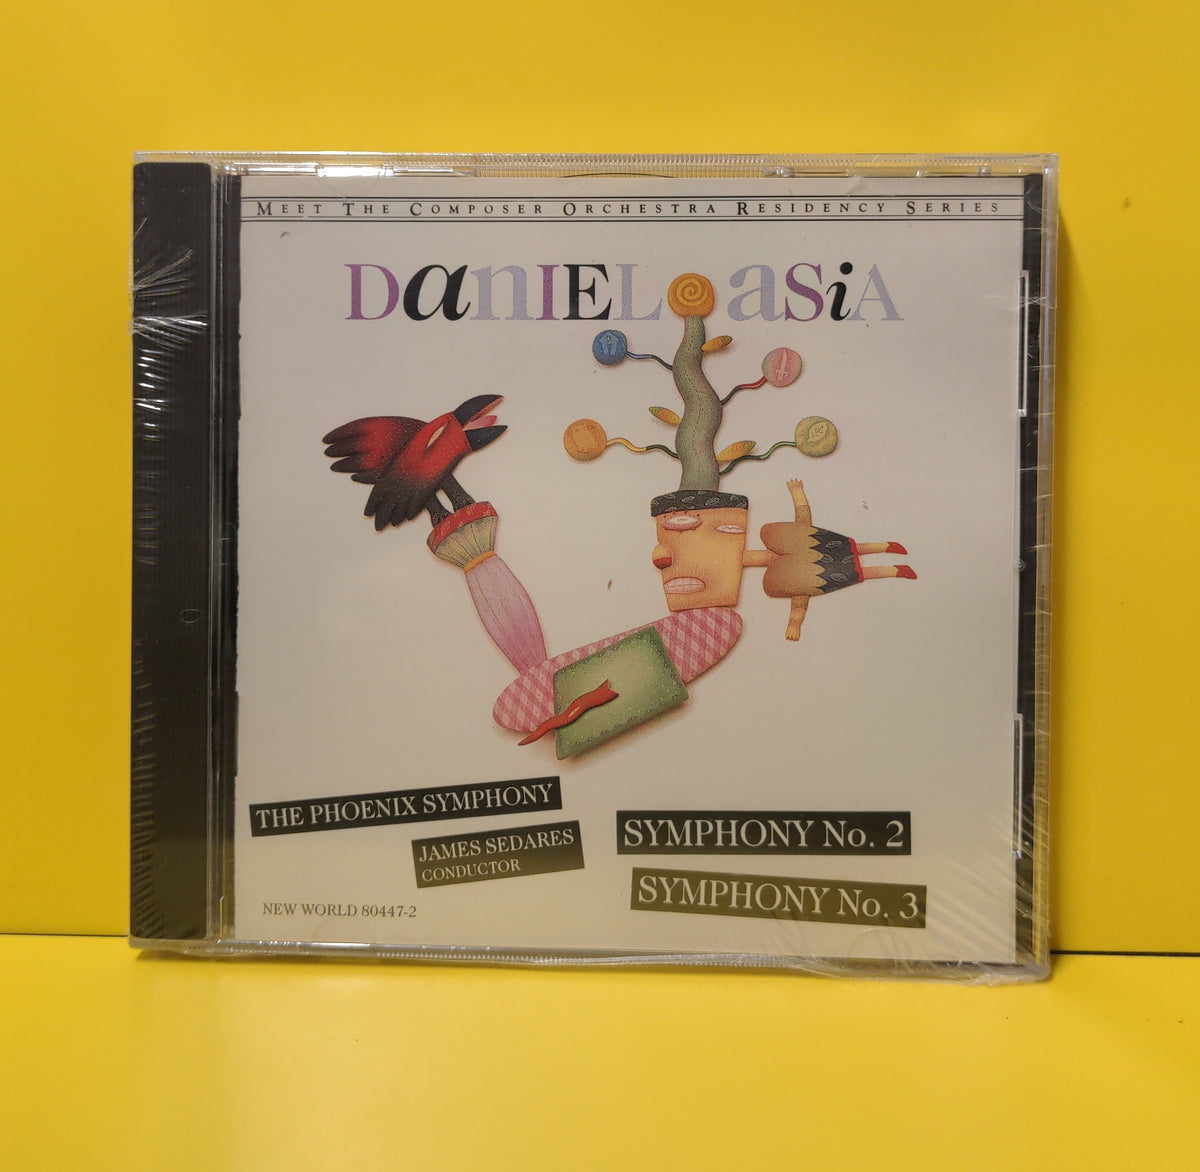 MEET THE COMPOSER ORCHESTRA RESIDENCY SERIES
DanIEL aSiA
THE PHOENIX SYMPHONY
JAMES SEDARES
CONDUCTOR
SYMPHONY No. 2
SYMPHONY No. 3
NEW WORLD 80447-2